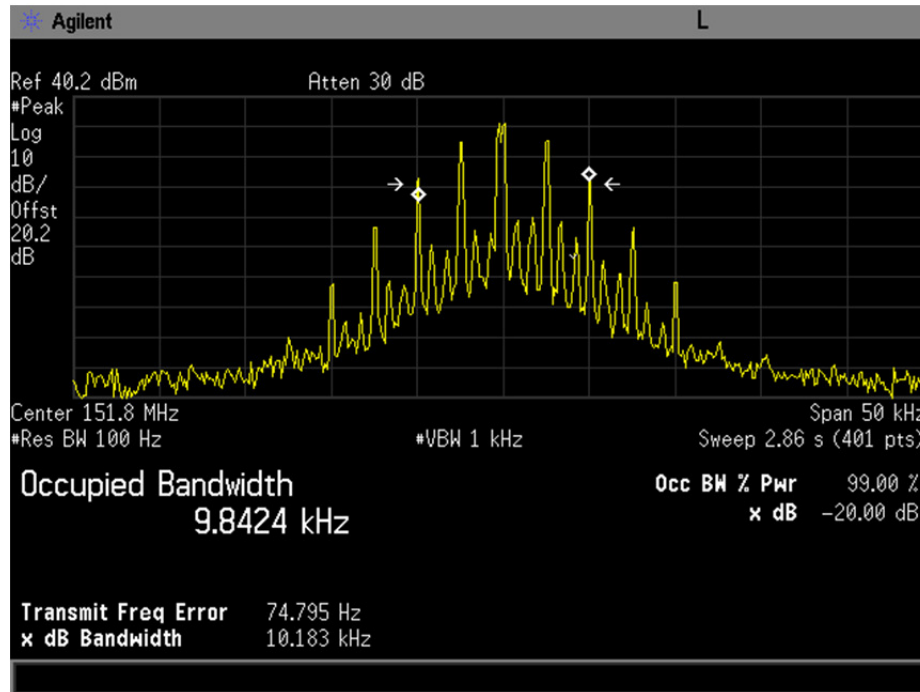 Agilent L
Ref 40.2 dBm Atten 30 dB
#Peak
Log
10
dB/
Offst
20.2
dB
Center 151.8 MHz Span 50 kHz
#Res BW 100 Hz #VBW 1 kHz Sweep 2.86 s (401 pts)
Occupied Bandwidth Occ BW % Pwr 99.00 %
9.8424 kHz x dB -20.00 dB
Transmit Freq Error 74.795 Hz
x dB Bandwidth 10.183 kHz